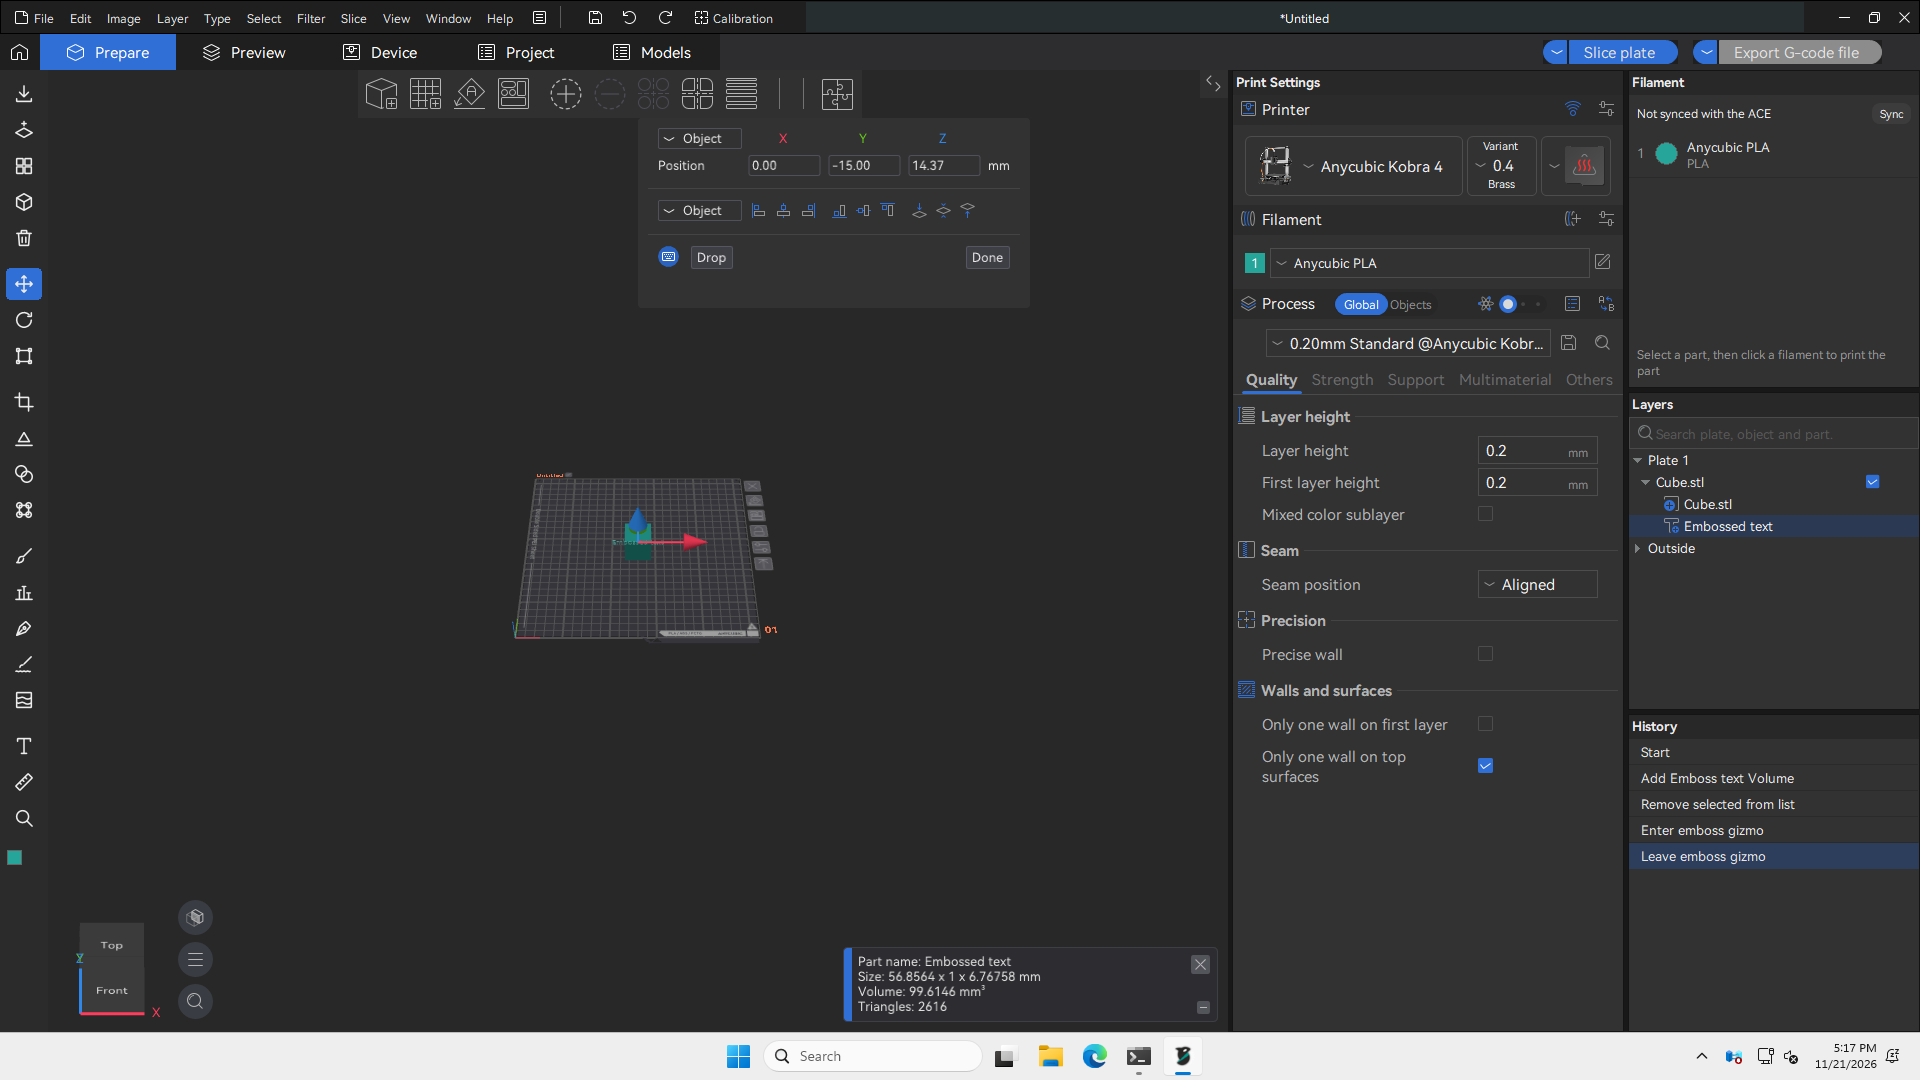 File Edit Image Layer Type Select Filter Slice View Window Help Calibration *Untitled
Prepare Preview Device Project Models Slice plate Export G-code file
Object X Y Z
Position 0.00 -15.00 14.37 mm
Object
Drop Done
Untitled
07
Top
Front
Y
X
Part name: Embossed text
Size: 56.8564 x 1 x 6.76758 mm
Volume: 99.6146 mm³
Triangles: 2616
Print Settings
Printer
Anycubic Kobra 4
Variant
0.4
Brass
Filament
1 Anycubic PLA
Process Global Objects
0.20mm Standard @Anycubic Kobr...
Quality Strength Support Multimaterial Others
Layer height
Layer height 0.2 mm
First layer height 0.2 mm
Mixed color sublayer
Seam
Seam position Aligned
Precision
Precise wall
Walls and surfaces
Only one wall on first layer
Only one wall on top
surfaces
Filament
Not synced with the ACE Sync
1 Anycubic PLA
PLA
Select a part, then click a filament to print the
part
Layers
Search plate, object and part.
Plate 1
Cube.stl
Cube.stl
Embossed text
Outside
History
Start
Add Emboss text Volume
Remove selected from list
Enter emboss gizmo
Leave emboss gizmo
Search
5:17 PM
11/21/2026